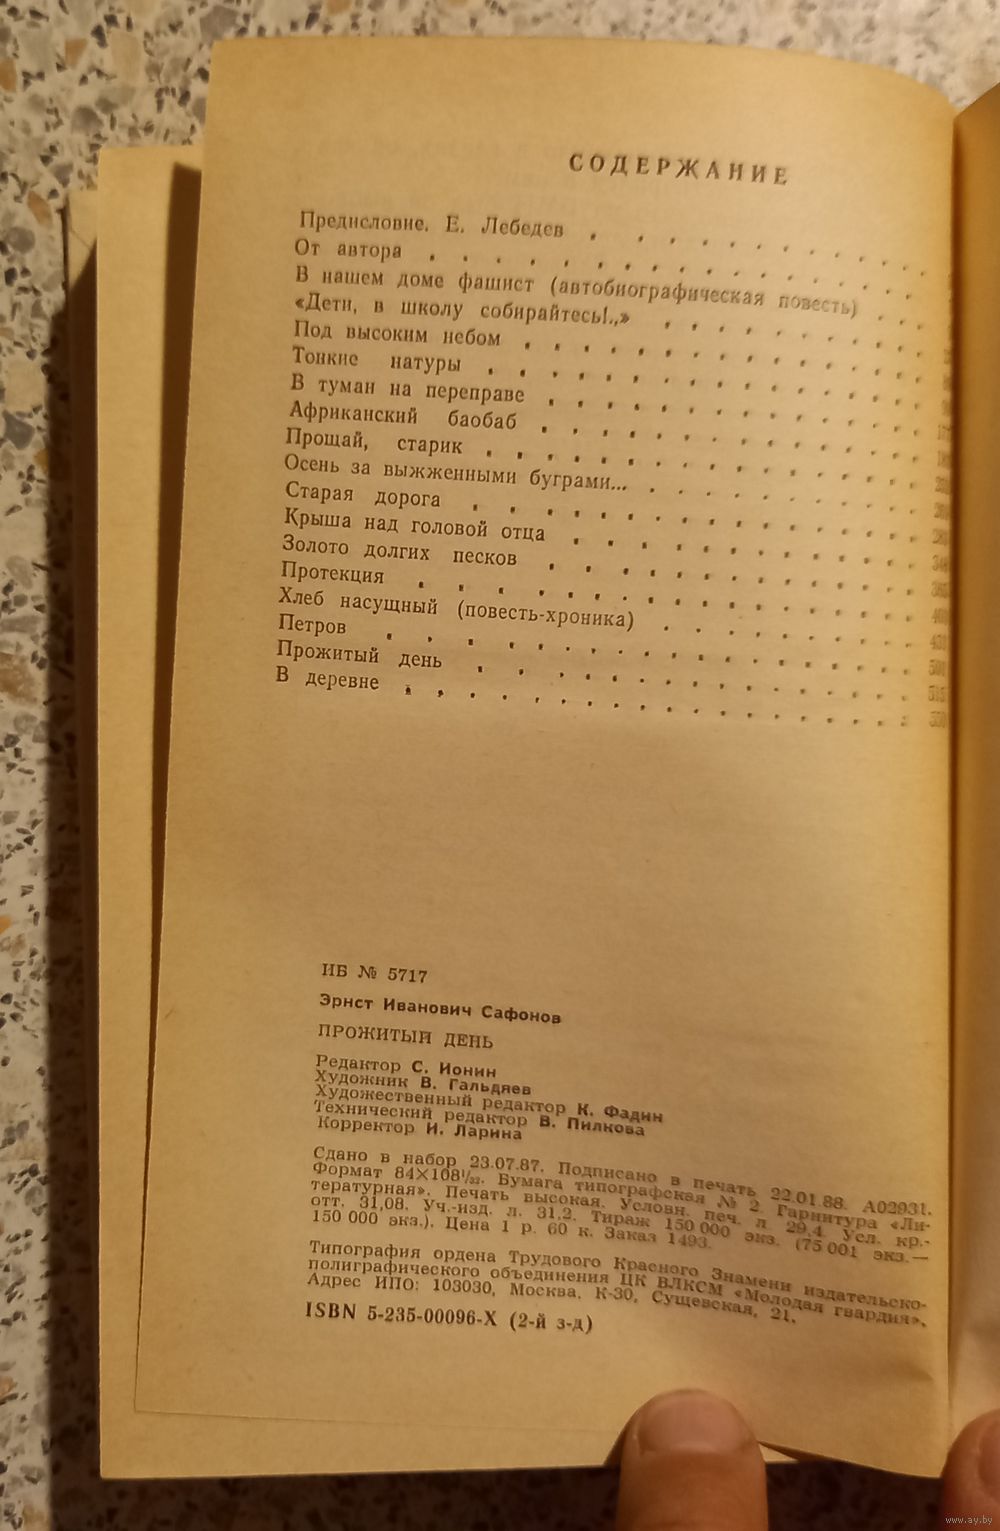 СОДЕРЖАНИЕ
Предисловие. Е. Лебедев
От автора
В нашем доме фашист (автобиографическая повесть)
«Дети, в школу собирайтесь!..»
Под высоким небом
Тонкие натуры
В туман на переправе
Африканский баобаб
Прощай, старик
Осень за выжженными буграми...
Старая дорога
Крыша над головой отца
Золото долгих песков
Протекция
Хлеб насущный (повесть-хроника)
Петров
Прожитый день
В деревне
ИБ № 5717
Эрнст Иванович Сафонов
ПРОЖИТЫЙ ДЕНЬ
Редактор С. Ионин
Художник В. Гальдяев
Художественный редактор К. Фадин
Технический редактор В. Пилкова
Корректор И. Ларина
Сдано в набор 23.07.87. Подписано в печать 22.01.88. А02931.
Формат 84×108¹/₃₂. Бумага типографская № 2. Гарнитура «Ли-
тературная». Печать высокая. Условн. печ. л. 29,4. Усл. кр.-
отт. 31,08. Уч.-изд. л. 31,2. Тираж 150 000 экз. (75 001 экз.—
150 000 экз.). Цена 1 р. 60 к. Заказ 1493.
Типография ордена Трудового Красного Знамени издательско-
полиграфического объединения ЦК ВЛКСМ «Молодая гвардия».
Адрес ИПО: 103030, Москва, К-30, Сущевская, 21.
ISBN 5-235-00096-X (2-й з-д)
www.ay.by